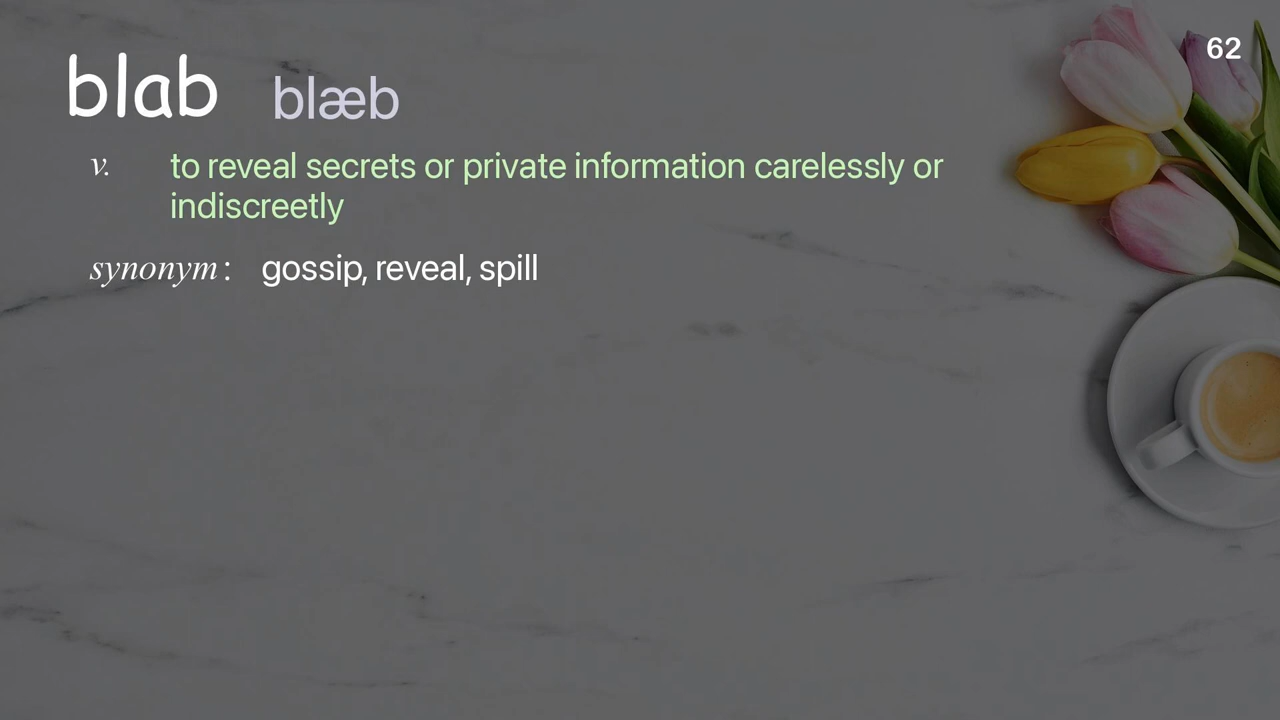 62
blab blæb
v. to reveal secrets or private information carelessly or
indiscreetly
synonym: gossip, reveal, spill